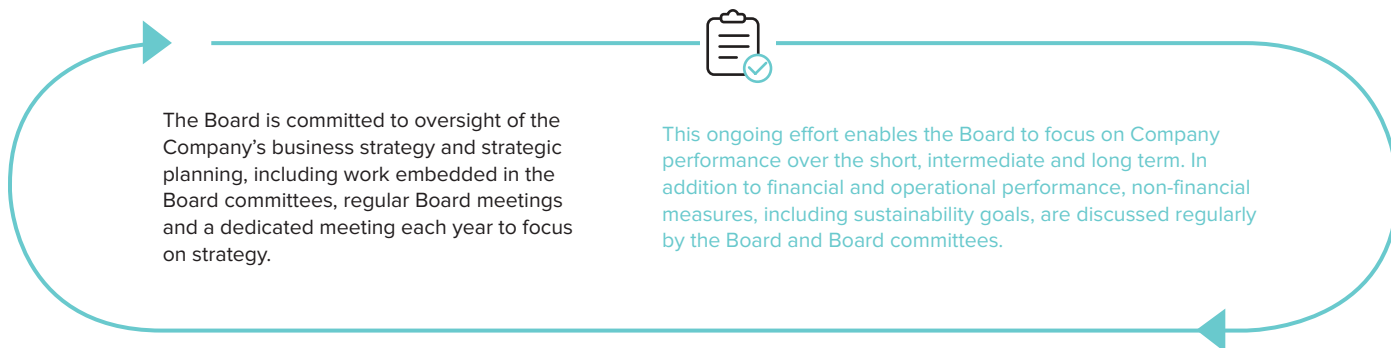 The Board is committed to oversight of the
Company’s business strategy and strategic
planning, including work embedded in the
Board committees, regular Board meetings
and a dedicated meeting each year to focus
on strategy.
This ongoing effort enables the Board to focus on Company
performance over the short, intermediate and long term. In
addition to financial and operational performance, non-financial
measures, including sustainability goals, are discussed regularly
by the Board and Board committees.